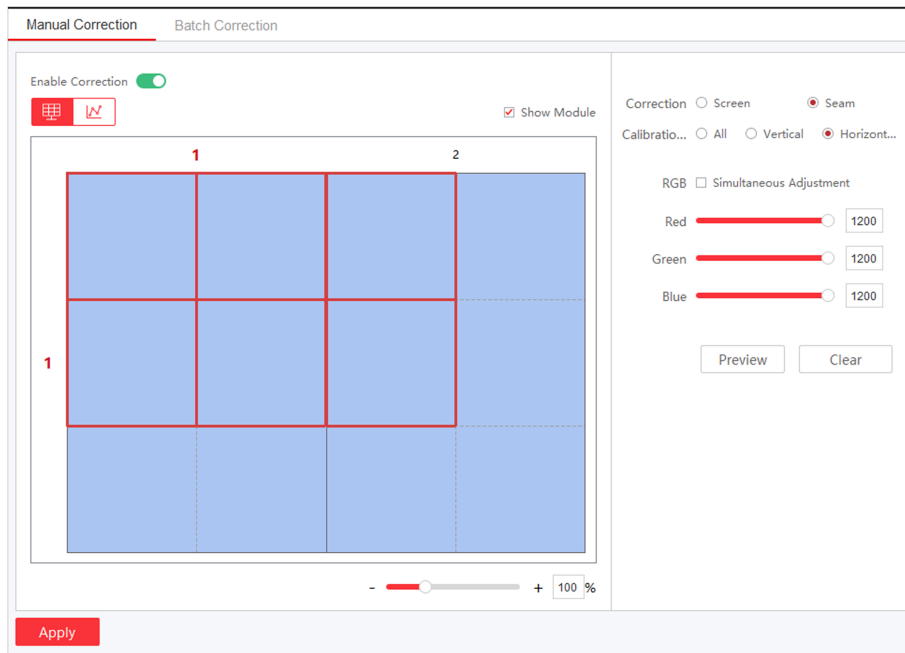 Manual Correction Batch Correction
Enable Correction
Show Module
1 2
1
- + 100 %
Correction Screen Seam
Calibratio... All Vertical Horizont...
RGB Simultaneous Adjustment
Red 1200
Green 1200
Blue 1200
Preview Clear
Apply